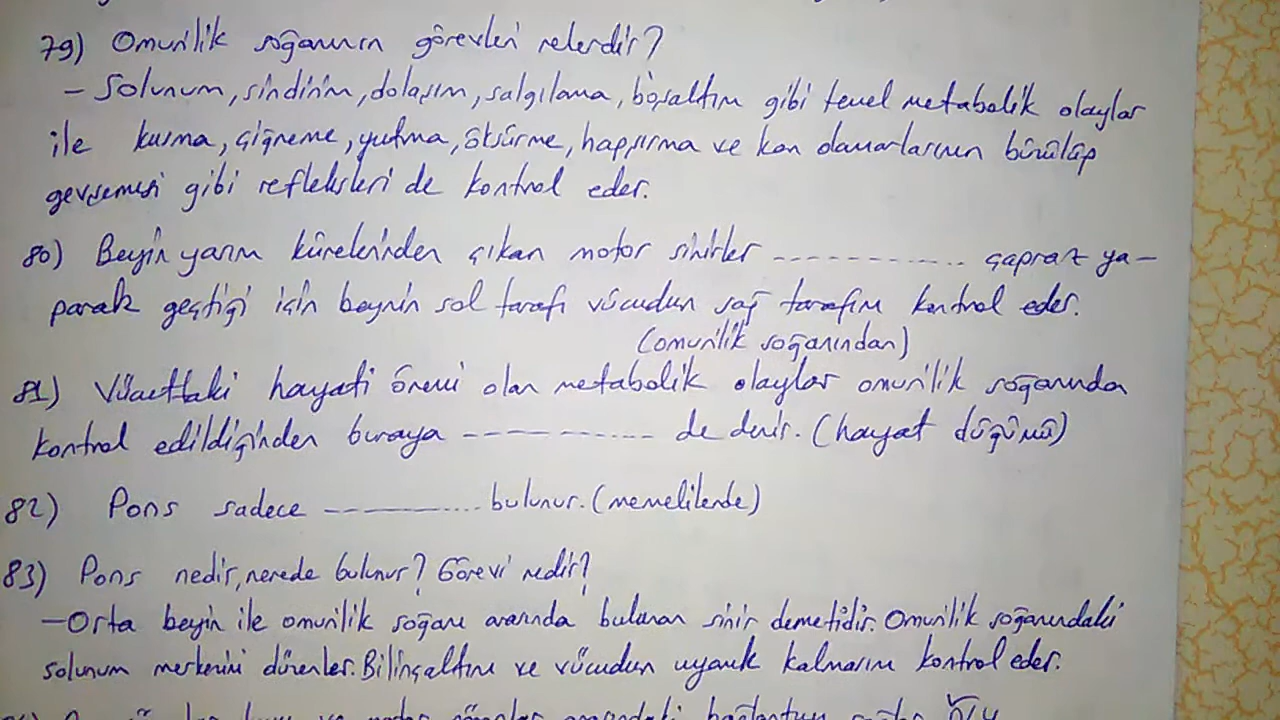 79) Omurilik soğanının görevleri nelerdir?
- Solunum, sindirim, dolaşım, salgılama, boşaltım gibi temel metabolik olaylar
ile kusma, çiğneme, yutma, öksürme, hapşırma ve kan damarlarının büzülüp
gevşemesi gibi refleksleri de kontrol eder.
80) Beyin yarım kürelerinden çıkan motor sinirler ------------- çapraz ya-
parak geçtiği için beynin sol tarafı vücudun sağ tarafını kontrol eder.
(omurilik soğanından)
81) Vücuttaki hayati önemi olan metabolik olaylar omurilik soğanında
kontrol edildiğinden buraya ------------- de denir. (hayat düğümü)
82) Pons sadece ----------- bulunur. (memelilerde)
83) Pons nedir, nerede bulunur? Görevi nedir?
- Orta beyin ile omurilik soğanı arasında bulunan sinir demetidir. Omurilik soğanındaki
solunum merkezini düzenler. Bilinçaltını ve vücudun uyanık kalmasını kontrol eder.